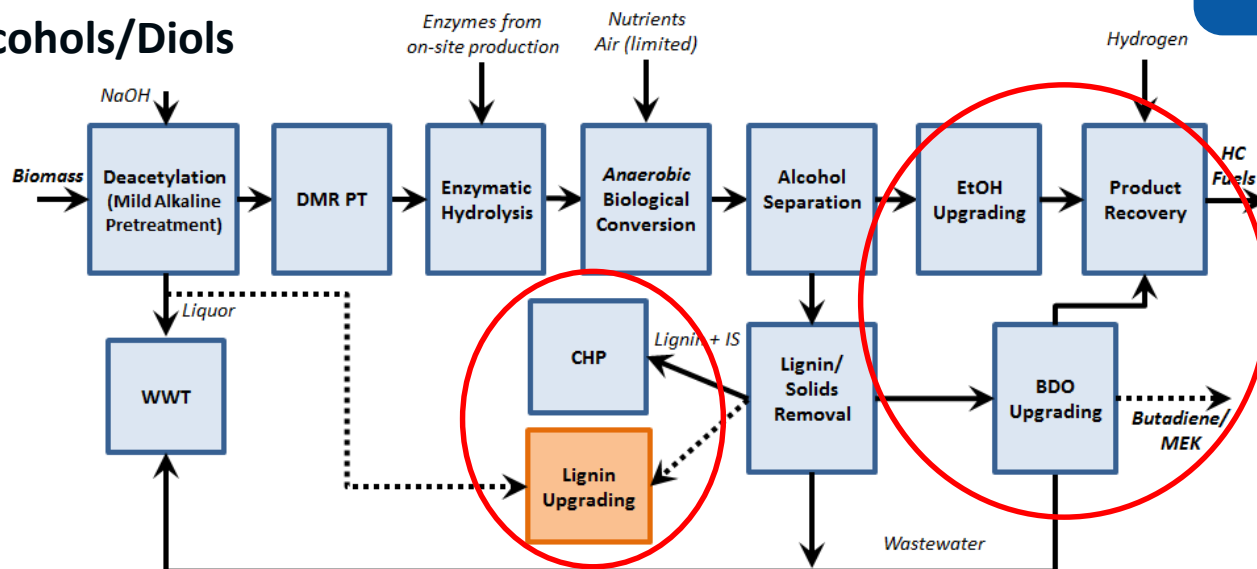 cohols/Diols
Enzymes from
on-site production
Nutrients
Air (limited)
Hydrogen
NaOH
Biomass
Deacetylation
(Mild Alkaline
Pretreatment)
DMR PT
Enzymatic
Hydrolysis
Anaerobic
Biological
Conversion
Alcohol
Separation
EtOH
Upgrading
Product
Recovery
HC
Fuels
Liquor
WWT
CHP
Lignin + IS
Lignin/
Solids
Removal
BDO
Upgrading
Butadiene/
MEK
Lignin
Upgrading
Wastewater